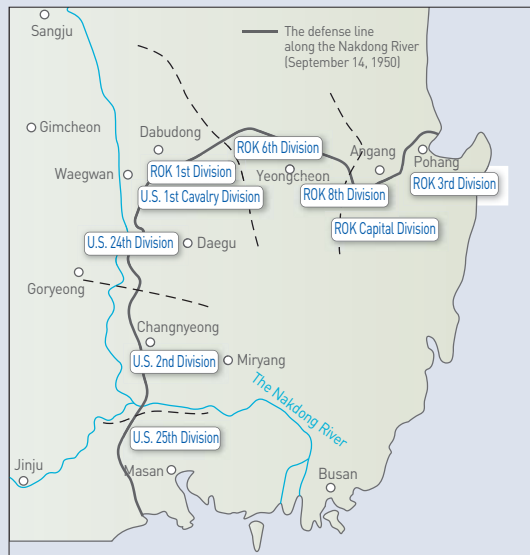 Sangju
The defense line
along the Nakdong River
(September 14, 1950)
Gimcheon
Dabudong
ROK 6th Division
Angang
Pohang
Waegwan
ROK 1st Division
Yeongcheon
ROK 3rd Division
U.S. 1st Cavalry Division
ROK 8th Division
ROK Capital Division
U.S. 24th Division
Daegu
Goryeong
Changnyeong
U.S. 2nd Division
Miryang
The Nakdong River
U.S. 25th Division
Jinju
Masan
Busan